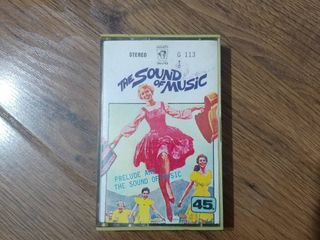 STEREO
G 113
THE SOUND
OF MUSIC
PRELUDE AND
THE SOUND OF MUSIC
45